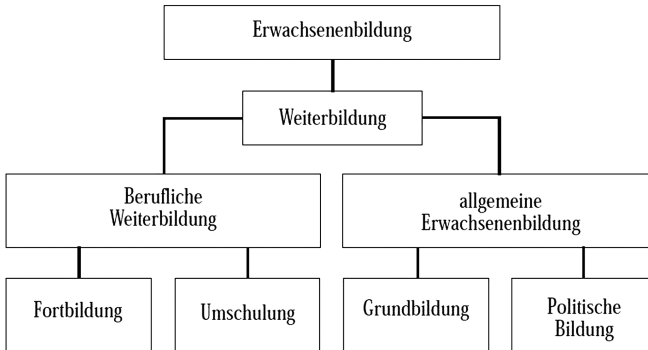 Erwachsenenbildung
Weiterbildung
Berufliche
Weiterbildung
allgemeine
Erwachsenenbildung
Fortbildung
Umschulung
Grundbildung
Politische
Bildung